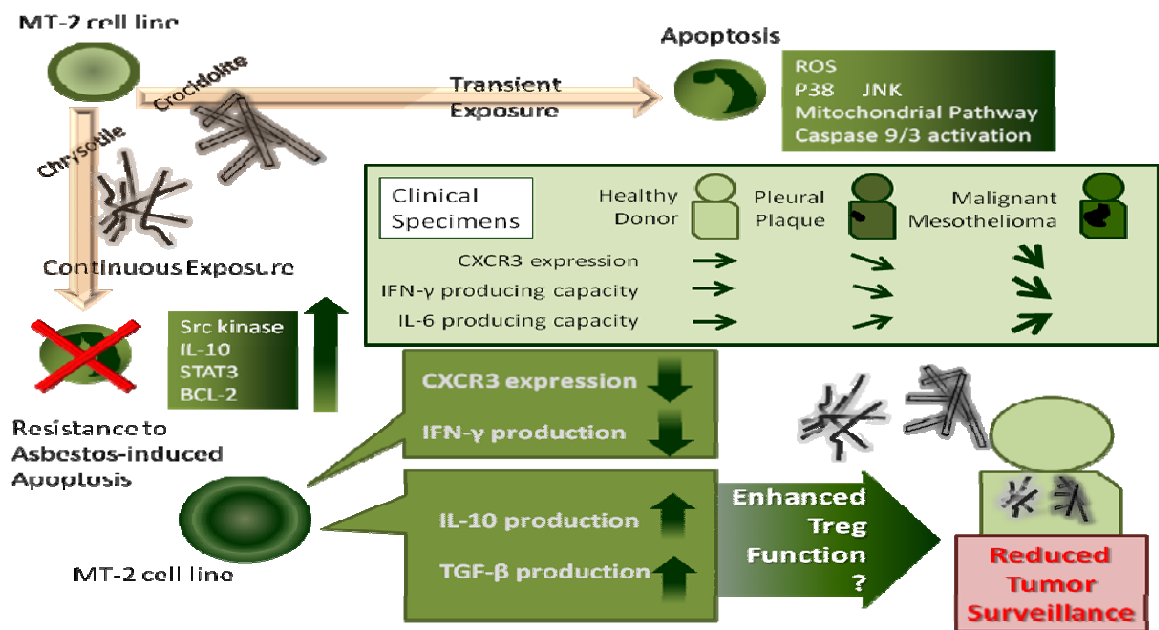 MT-2 cell line
Crocidolite
Chrysotile
Transient
Exposure
Apoptosis
ROS
P38 JNK
Mitochondrial Pathway
Caspase 9/3 activation
Continuous Exposure
Clinical
Specimens
Healthy
Donor
Pleural
Plaque
Malignant
Mesothelioma
CXCR3 expression
IFN-γ producing capacity
IL-6 producing capacity
Src kinase
IL-10
STAT3
BCL-2
Resistance to
Asbestos-induced
Apoptosis
MT-2 cell line
CXCR3 expression
IFN-γ production
IL-10 production
TGF-β production
Enhanced
Treg
Function
?
Reduced
Tumor
Surveillance